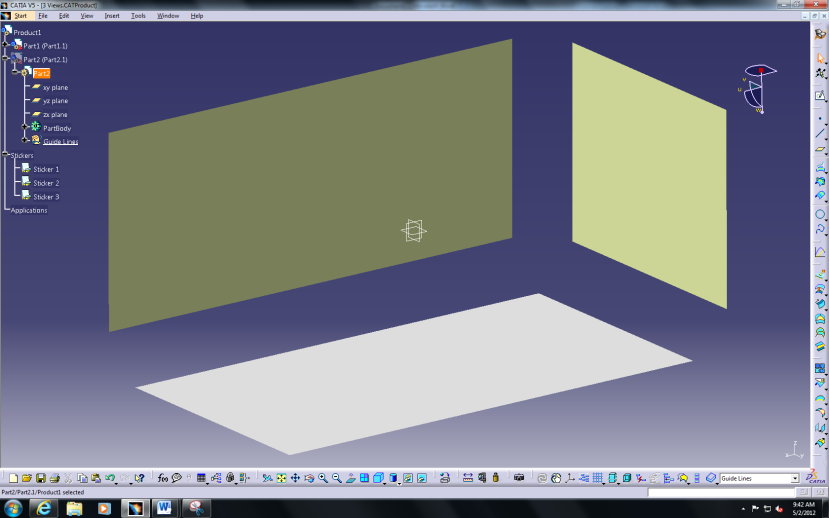 CATIA V5 - [3 Views.CATProduct]
Start File Edit View Insert Tools Window Help
Product1
Part1 (Part1.1)
Part2 (Part2.1)
Part2
xy plane
yz plane
zx plane
PartBody
Guide Lines
Stickers
Sticker 1
Sticker 2
Sticker 3
Applications
f(x)
Guide Lines
CATIA
Part2/Part2.1/Product1 selected
9:42 AM
5/2/2012